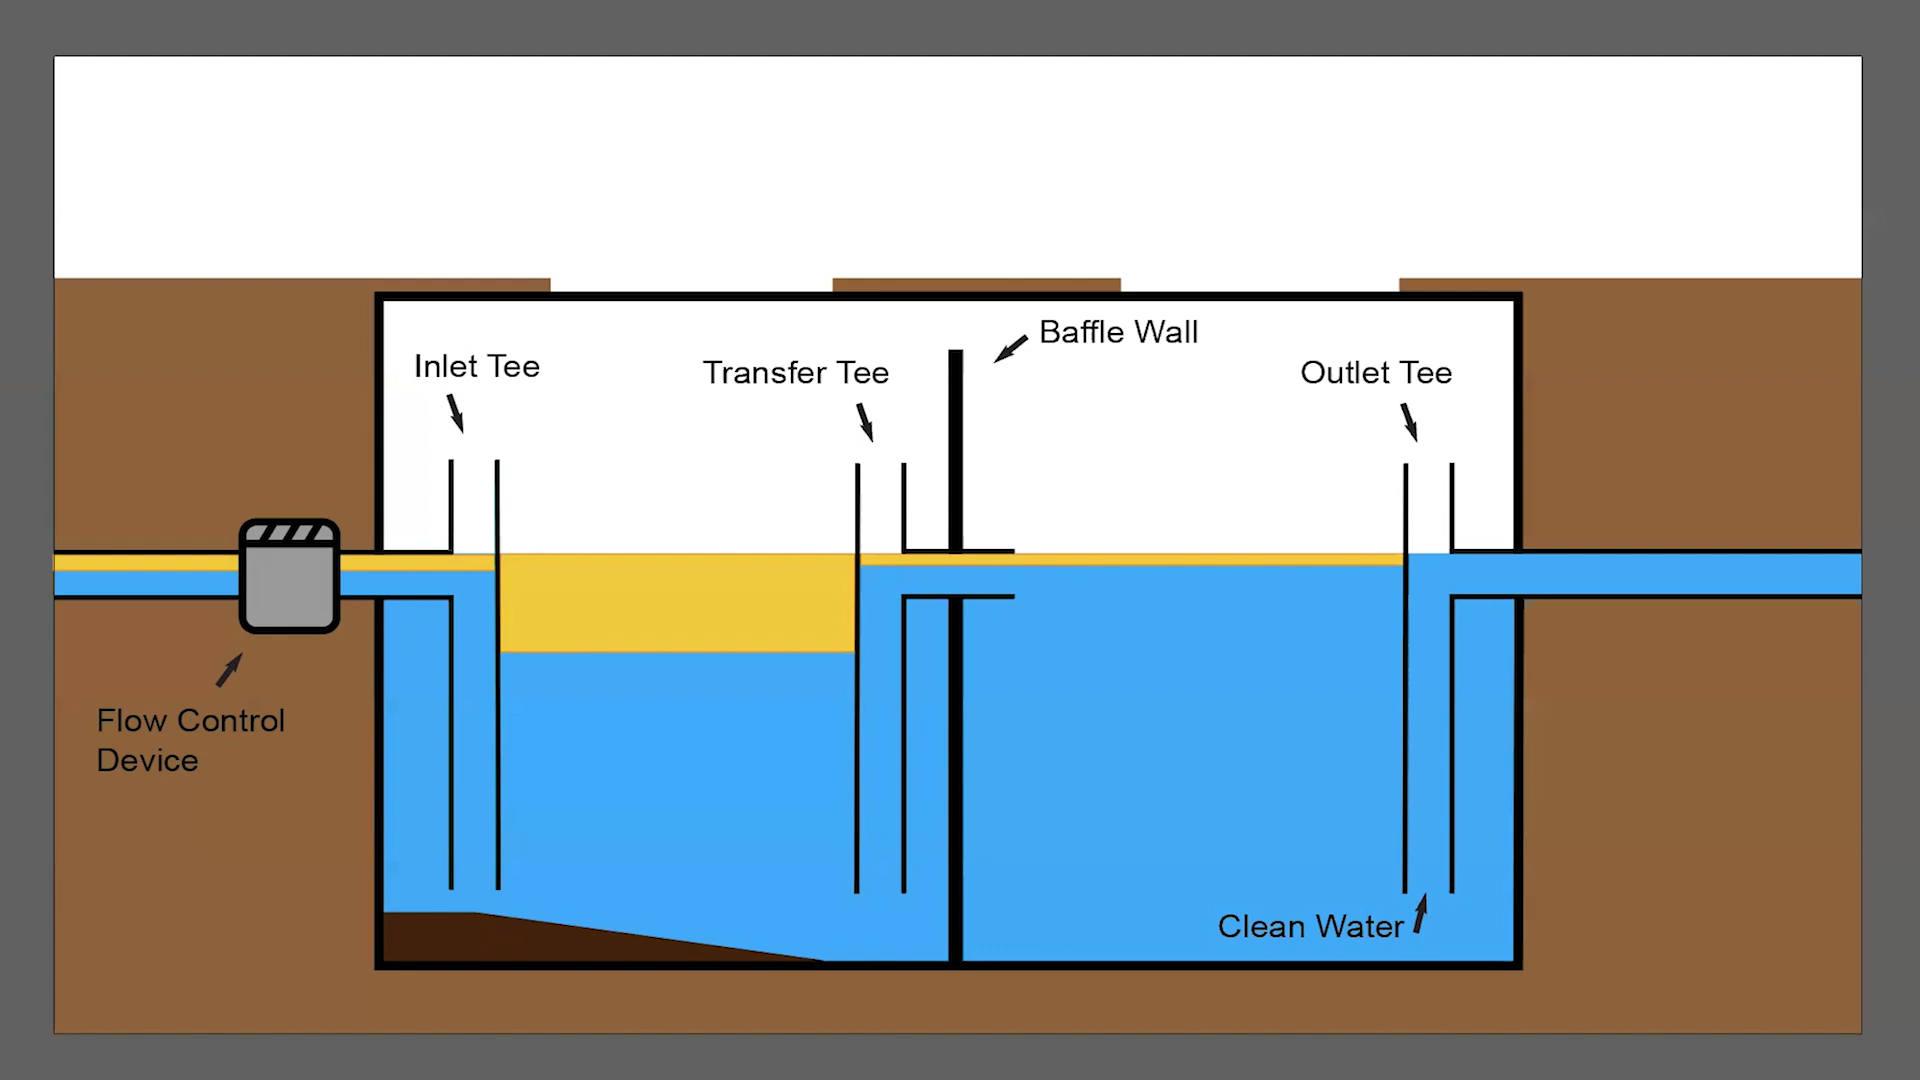 Baffle Wall
Inlet Tee
Transfer Tee
Outlet Tee
Flow Control
Device
Clean Water